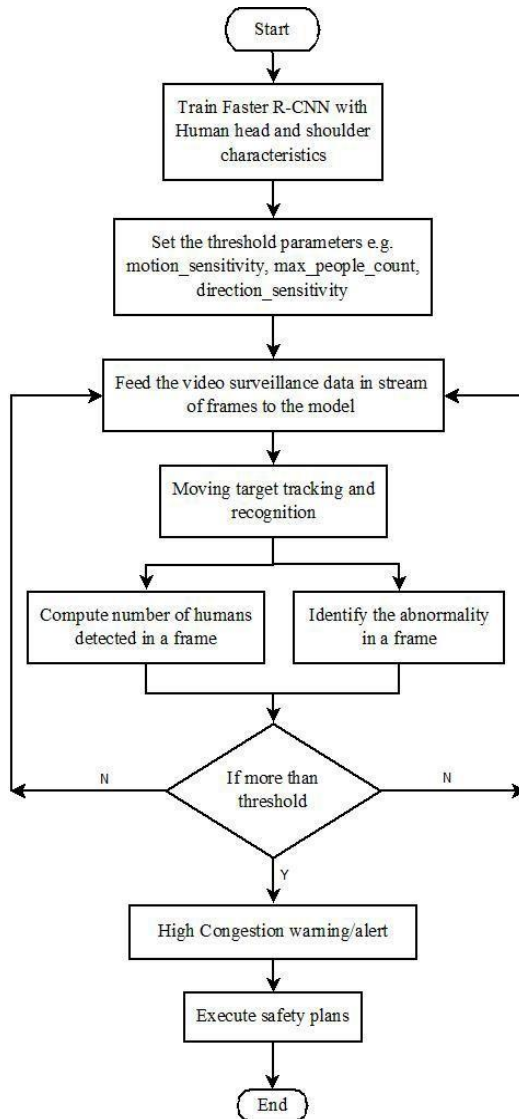 Start
Train Faster R-CNN with
Human head and shoulder
characteristics
Set the threshold parameters e.g.
motion_sensitivity, max_people_count,
direction_sensitivity
Feed the video surveillance data in stream
of frames to the model
Moving target tracking and
recognition
Compute number of humans
detected in a frame
Identify the abnormality
in a frame
N
If more than
threshold
N
Y
High Congestion warning/alert
Execute safety plans
End